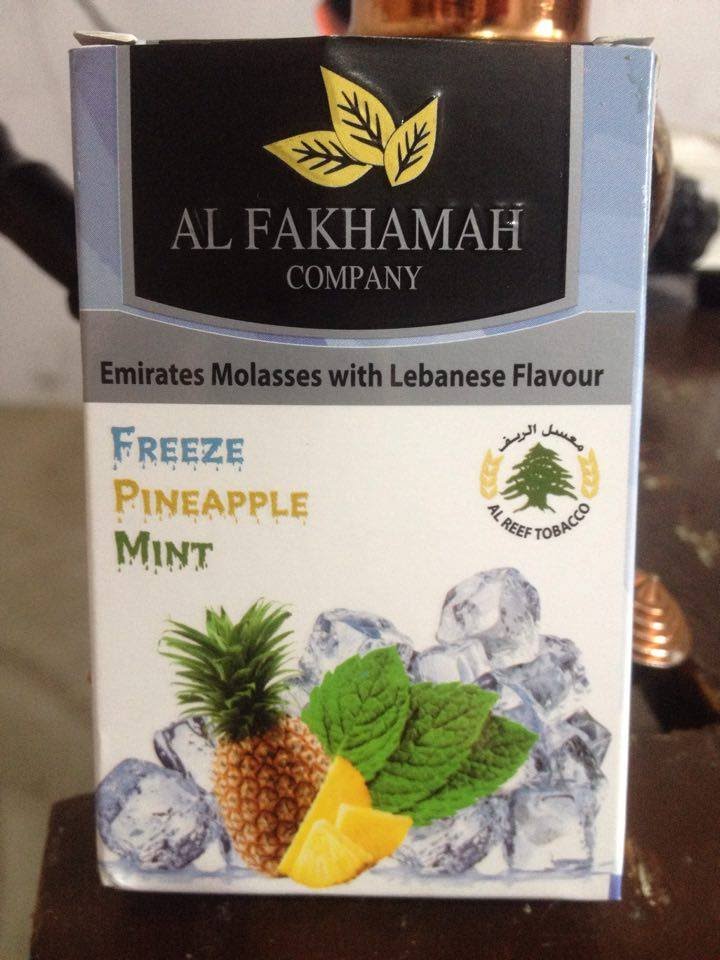 AL FAKHAMAH
COMPANY
Emirates Molasses with Lebanese Flavour
FREEZE
PINEAPPLE
MINT
معسل الريف
AL REEF TOBACCO